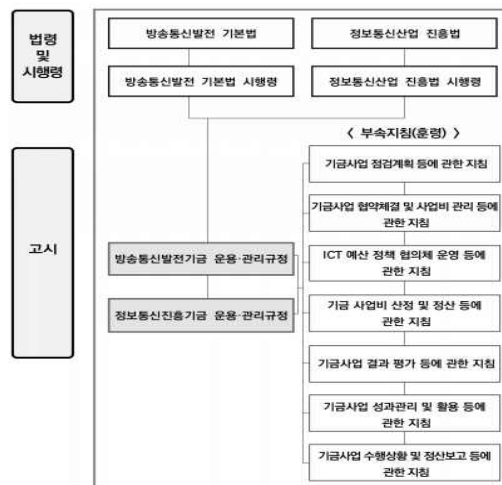 법령
및
시행령
방송통신발전 기본법
정보통신산업 진흥법
방송통신발전 기본법 시행령
정보통신산업 진흥법 시행령
고시
방송통신발전기금 운용·관리규정
정보통신진흥기금 운용·관리규정
〈 부속지침(훈령) 〉
기금사업 점검계획 등에 관한 지침
기금사업 협약체결 및 사업비 관리 등에
관한 지침
ICT 예산 정책 협의체 운영 등에
관한 지침
기금 사업비 산정 및 정산 등에
관한 지침
기금사업 결과 평가 등에 관한 지침
기금사업 성과관리 및 활용 등에
관한 지침
기금사업 수행상황 및 정산보고 등에
관한 지침